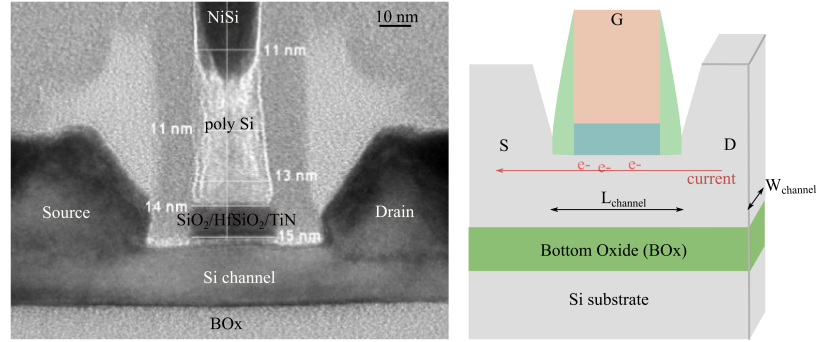 NiSi
10 nm
11 nm
poly Si
11 nm
13 nm
14 nm
SiO2/HfSiO2/TiN
15 nm
Source
Drain
Si channel
BOx
G
S
D
e- e- e-
current
Lchannel
Wchannel
Bottom Oxide (BOx)
Si substrate